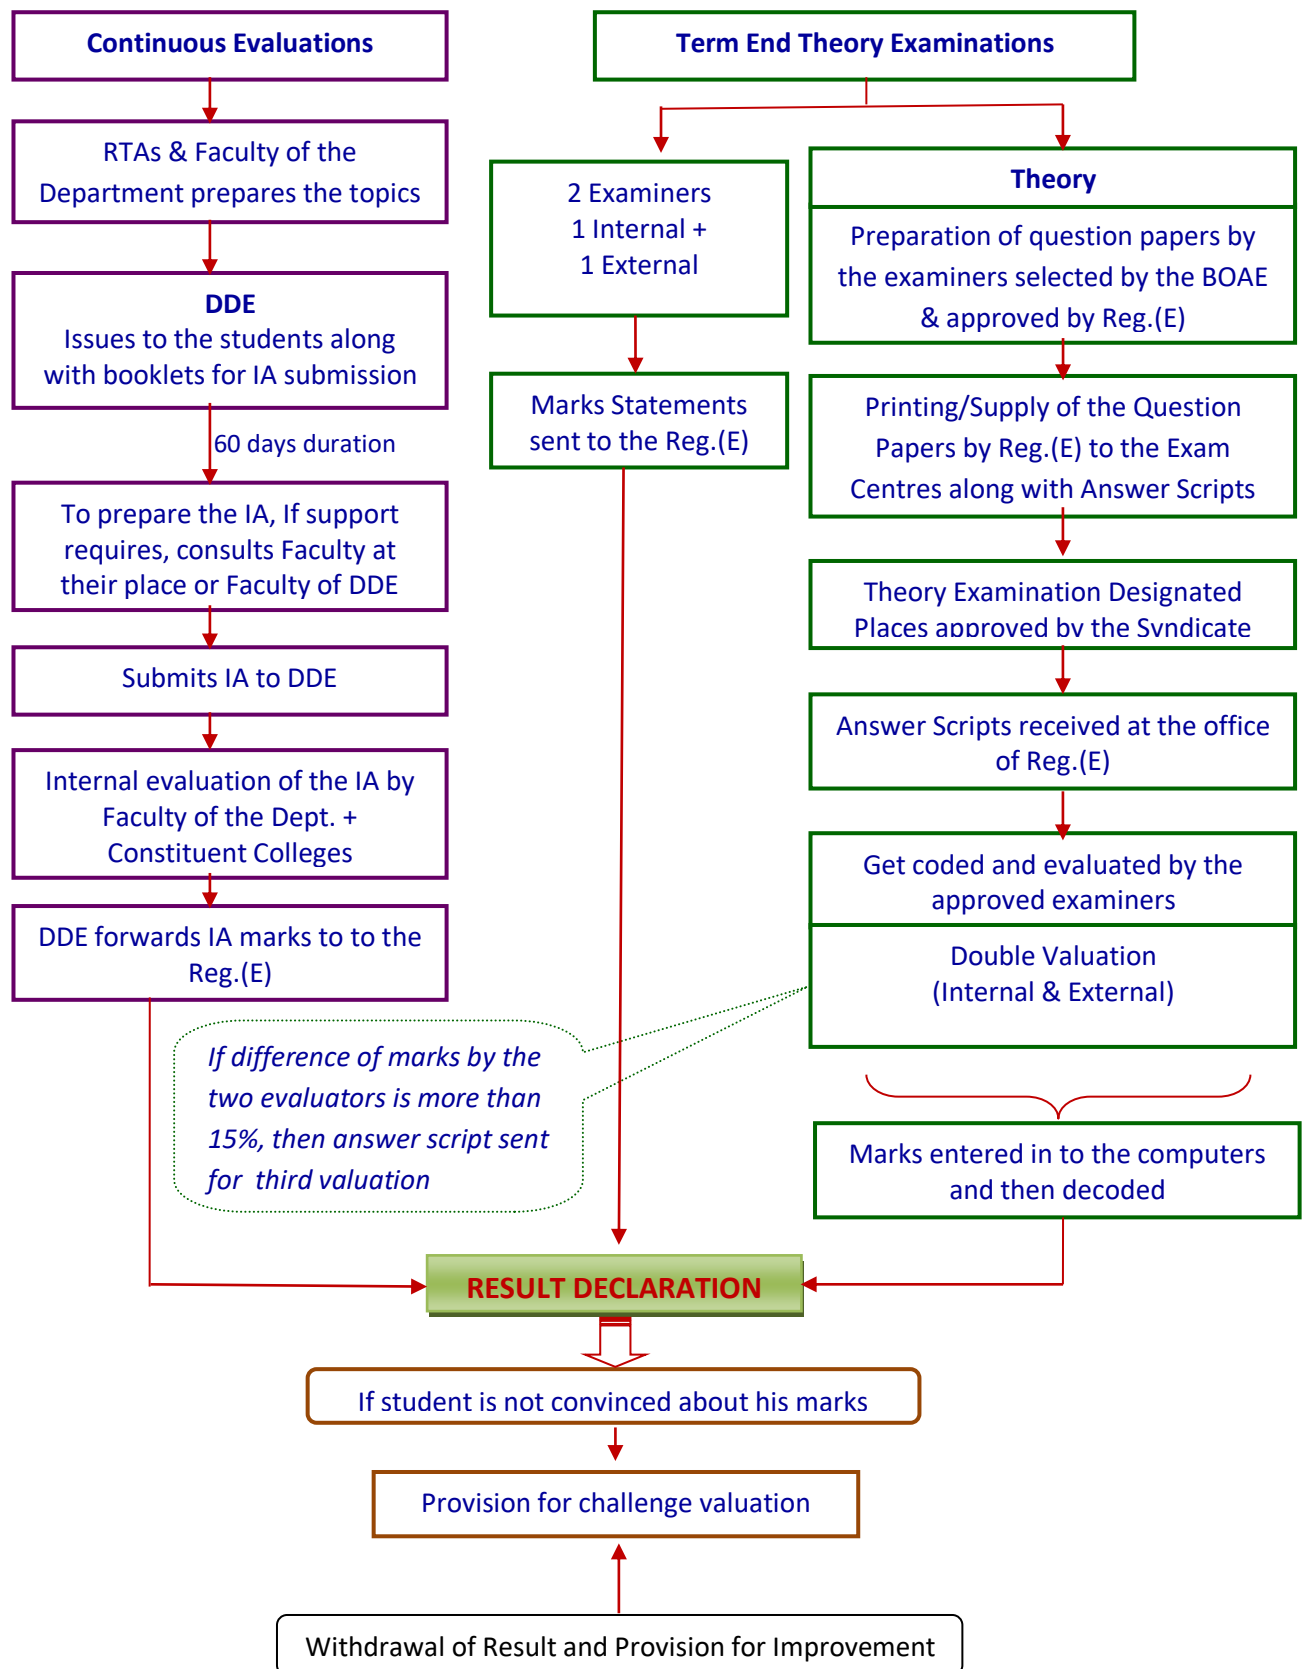 Continuous Evaluations
RTAs & Faculty of the
Department prepares the topics
DDE
Issues to the students along
with booklets for IA submission
60 days duration
To prepare the IA, If support
requires, consults Faculty at
their place or Faculty of DDE
Submits IA to DDE
Internal evaluation of the IA by
Faculty of the Dept. +
Constituent Colleges
DDE forwards IA marks to to the
Reg.(E)
Term End Theory Examinations
2 Examiners
1 Internal +
1 External
Marks Statements
sent to the Reg.(E)
Theory
Preparation of question papers by
the examiners selected by the BOAE
& approved by Reg.(E)
Printing/Supply of the Question
Papers by Reg.(E) to the Exam
Centres along with Answer Scripts
Theory Examination Designated
Places approved by the Syndicate
Answer Scripts received at the office
of Reg.(E)
Get coded and evaluated by the
approved examiners
Double Valuation
(Internal & External)
If difference of marks by the
two evaluators is more than
15%, then answer script sent
for third valuation
Marks entered in to the computers
and then decoded
RESULT DECLARATION
If student is not convinced about his marks
Provision for challenge valuation
Withdrawal of Result and Provision for Improvement